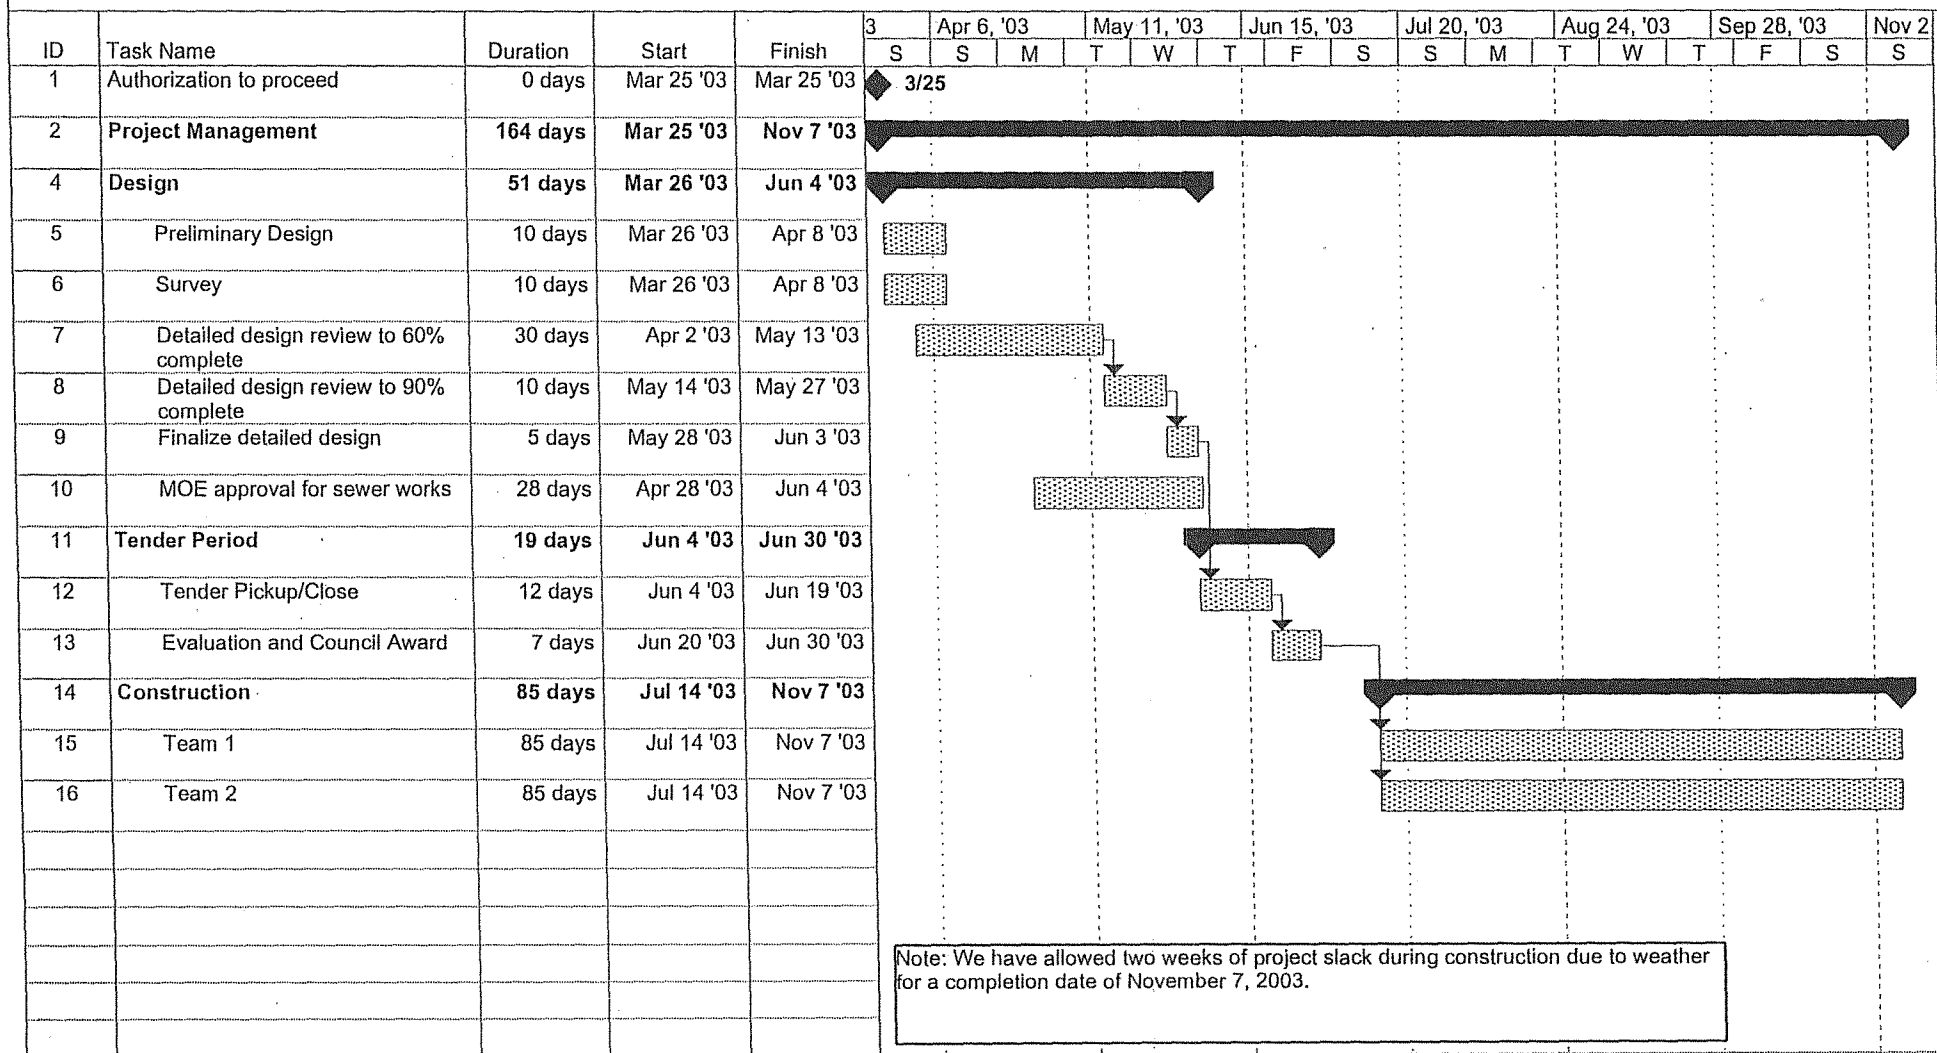 3 Apr 6, '03 May 11, '03 Jun 15, '03 Jul 20, '03 Aug 24, '03 Sep 28, '03 Nov 2
ID Task Name Duration Start Finish S S M T W T F S S M T W T F S S
1 Authorization to proceed 0 days Mar 25 '03 Mar 25 '03 3/25
2 Project Management 164 days Mar 25 '03 Nov 7 '03
4 Design 51 days Mar 26 '03 Jun 4 '03
5 Preliminary Design 10 days Mar 26 '03 Apr 8 '03
6 Survey 10 days Mar 26 '03 Apr 8 '03
7 Detailed design review to 60% 30 days Apr 2 '03 May 13 '03
complete
8 Detailed design review to 90% 10 days May 14 '03 May 27 '03
complete
9 Finalize detailed design 5 days May 28 '03 Jun 3 '03
10 MOE approval for sewer works 28 days Apr 28 '03 Jun 4 '03
11 Tender Period 19 days Jun 4 '03 Jun 30 '03
12 Tender Pickup/Close 12 days Jun 4 '03 Jun 19 '03
13 Evaluation and Council Award 7 days Jun 20 '03 Jun 30 '03
14 Construction 85 days Jul 14 '03 Nov 7 '03
15 Team 1 85 days Jul 14 '03 Nov 7 '03
16 Team 2 85 days Jul 14 '03 Nov 7 '03
Note: We have allowed two weeks of project slack during construction due to weather
for a completion date of November 7, 2003.